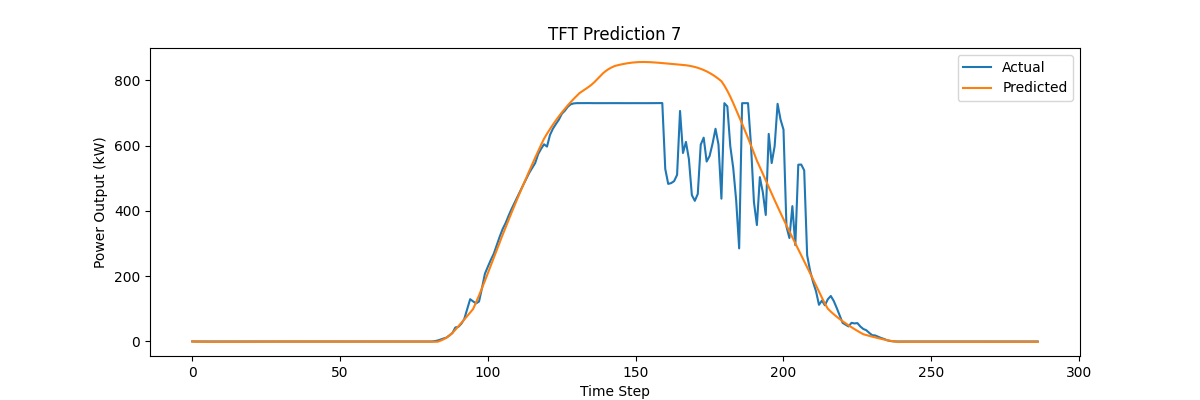 TFT Prediction 7
Actual
Predicted
Power Output (kW)
800
600
400
200
0
0 50 100 150 200 250 300
Time Step